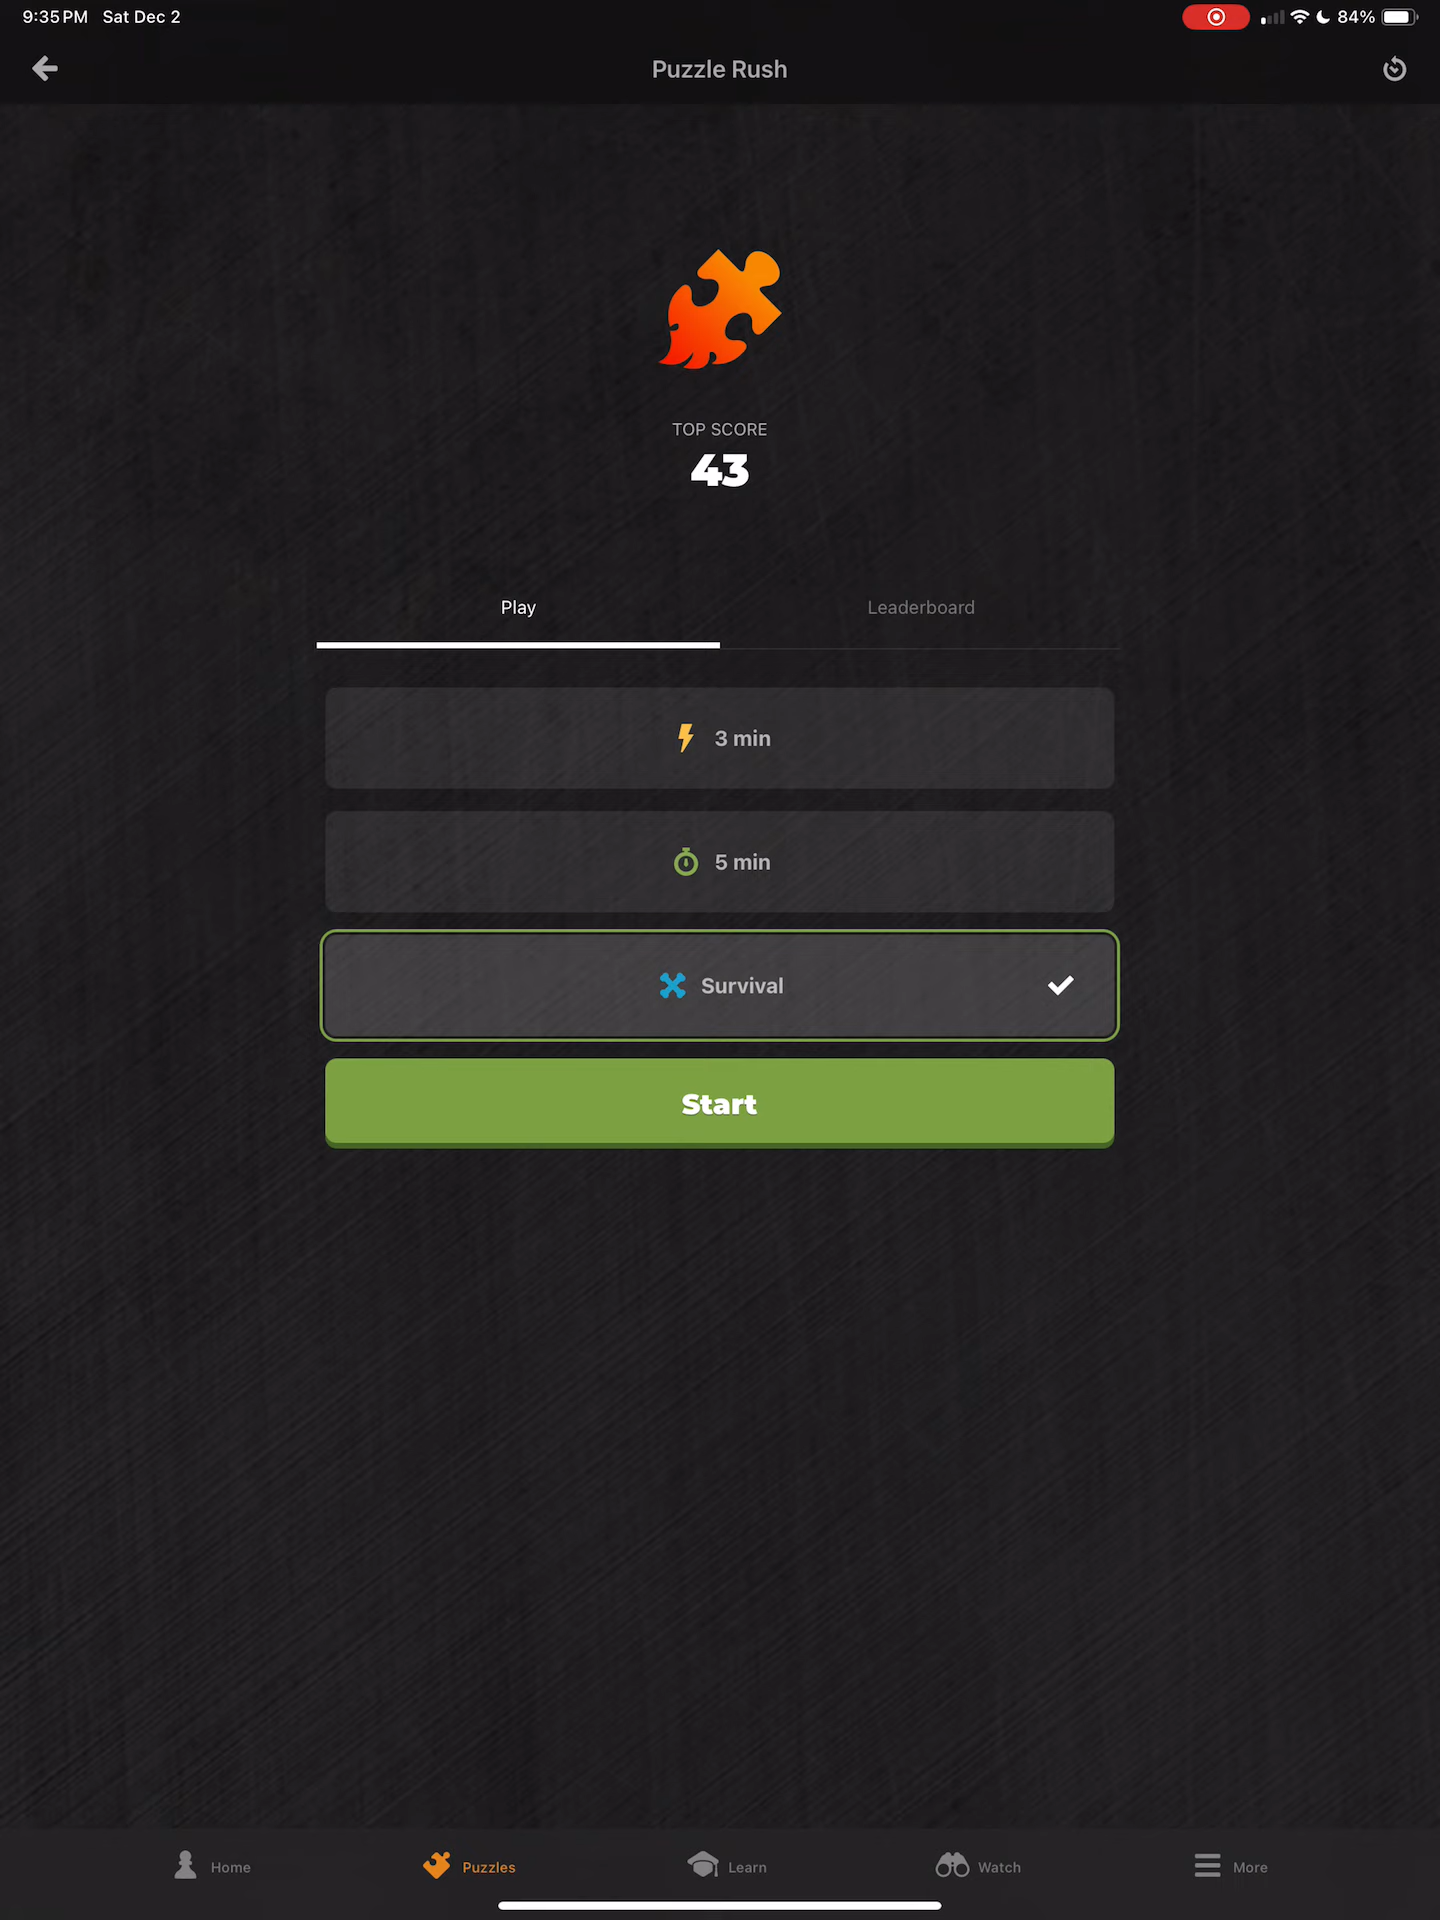 9:35 PM Sat Dec 2
84%
Puzzle Rush
TOP SCORE
43
Play
Leaderboard
3 min
5 min
Survival
Start
Home
Puzzles
Learn
Watch
More